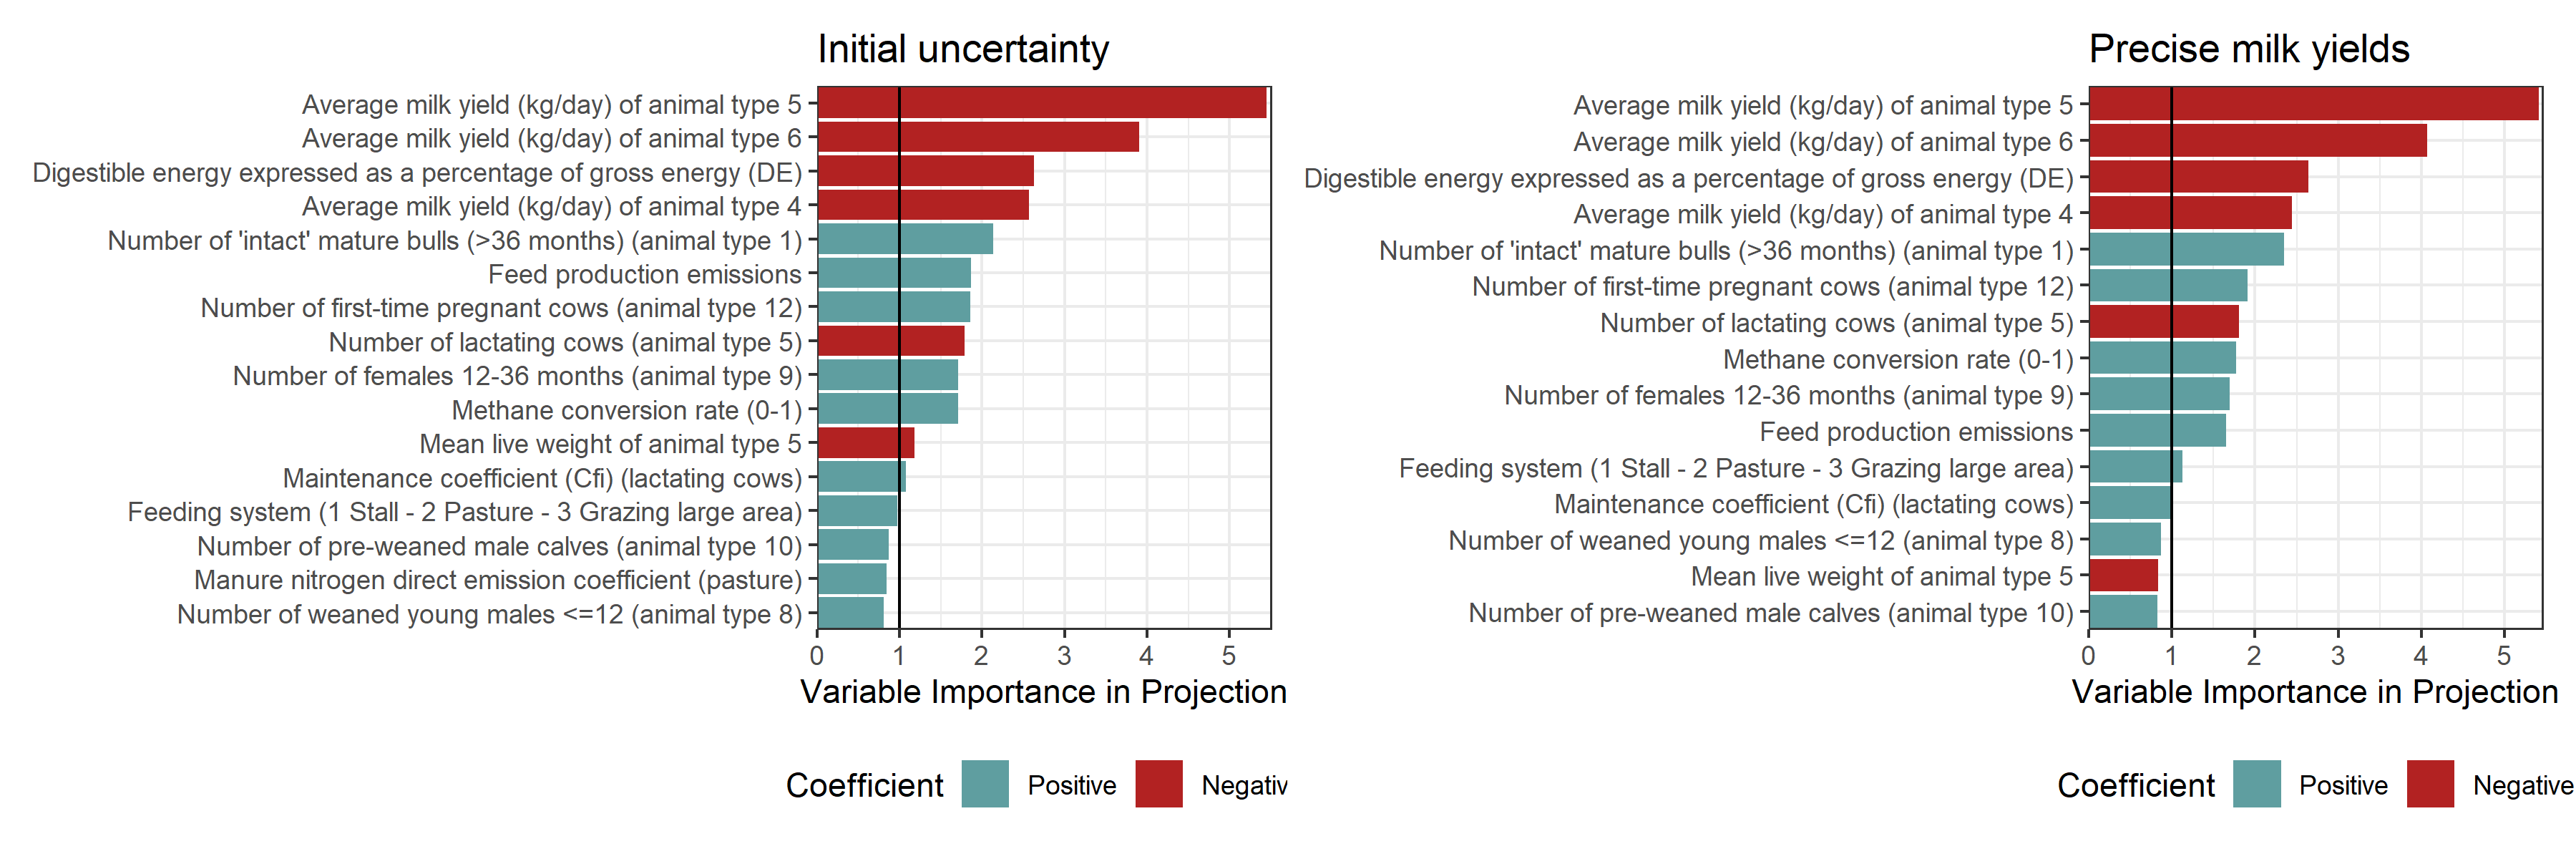 Initial uncertainty
Average milk yield (kg/day) of animal type 5
Average milk yield (kg/day) of animal type 6
Digestible energy expressed as a percentage of gross energy (DE)
Average milk yield (kg/day) of animal type 4
Number of 'intact' mature bulls (>36 months) (animal type 1)
Feed production emissions
Number of first-time pregnant cows (animal type 12)
Number of lactating cows (animal type 5)
Number of females 12-36 months (animal type 9)
Methane conversion rate (0-1)
Mean live weight of animal type 5
Maintenance coefficient (Cfi) (lactating cows)
Feeding system (1 Stall - 2 Pasture - 3 Grazing large area)
Number of pre-weaned male calves (animal type 10)
Manure nitrogen direct emission coefficient (pasture)
Number of weaned young males <=12 (animal type 8)
0 1 2 3 4 5
Variable Importance in Projection
Coefficient Positive Negativ
Precise milk yields
Average milk yield (kg/day) of animal type 5
Average milk yield (kg/day) of animal type 6
Digestible energy expressed as a percentage of gross energy (DE)
Average milk yield (kg/day) of animal type 4
Number of 'intact' mature bulls (>36 months) (animal type 1)
Number of first-time pregnant cows (animal type 12)
Number of lactating cows (animal type 5)
Methane conversion rate (0-1)
Number of females 12-36 months (animal type 9)
Feed production emissions
Feeding system (1 Stall - 2 Pasture - 3 Grazing large area)
Maintenance coefficient (Cfi) (lactating cows)
Number of weaned young males <=12 (animal type 8)
Mean live weight of animal type 5
Number of pre-weaned male calves (animal type 10)
0 1 2 3 4 5
Variable Importance in Projection
Coefficient Positive Negative